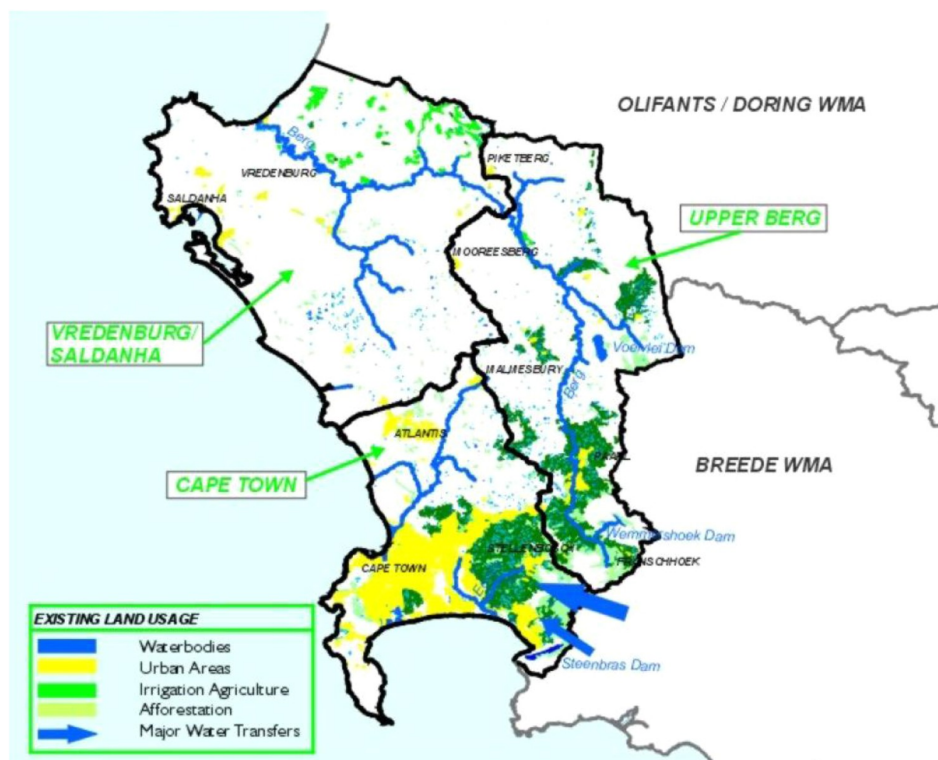 OLIFANTS / DORING WMA
Berg
PIKETBERG
VREDENBURG
SALDANHA
UPPER BERG
MOOREESBERG
VREDENBURG/
SALDANHA
Voelvlei Dam
MALMESBURY
Berg
ATLANTIS
PAARL
BREEDE WMA
CAPE TOWN
Wemmershoek Dam
STELLENBOSCH
FRANSCHHOEK
CAPE TOWN
Steenbras Dam
EXISTING LAND USAGE
Waterbodies
Urban Areas
Irrigation Agriculture
Afforestation
Major Water Transfers